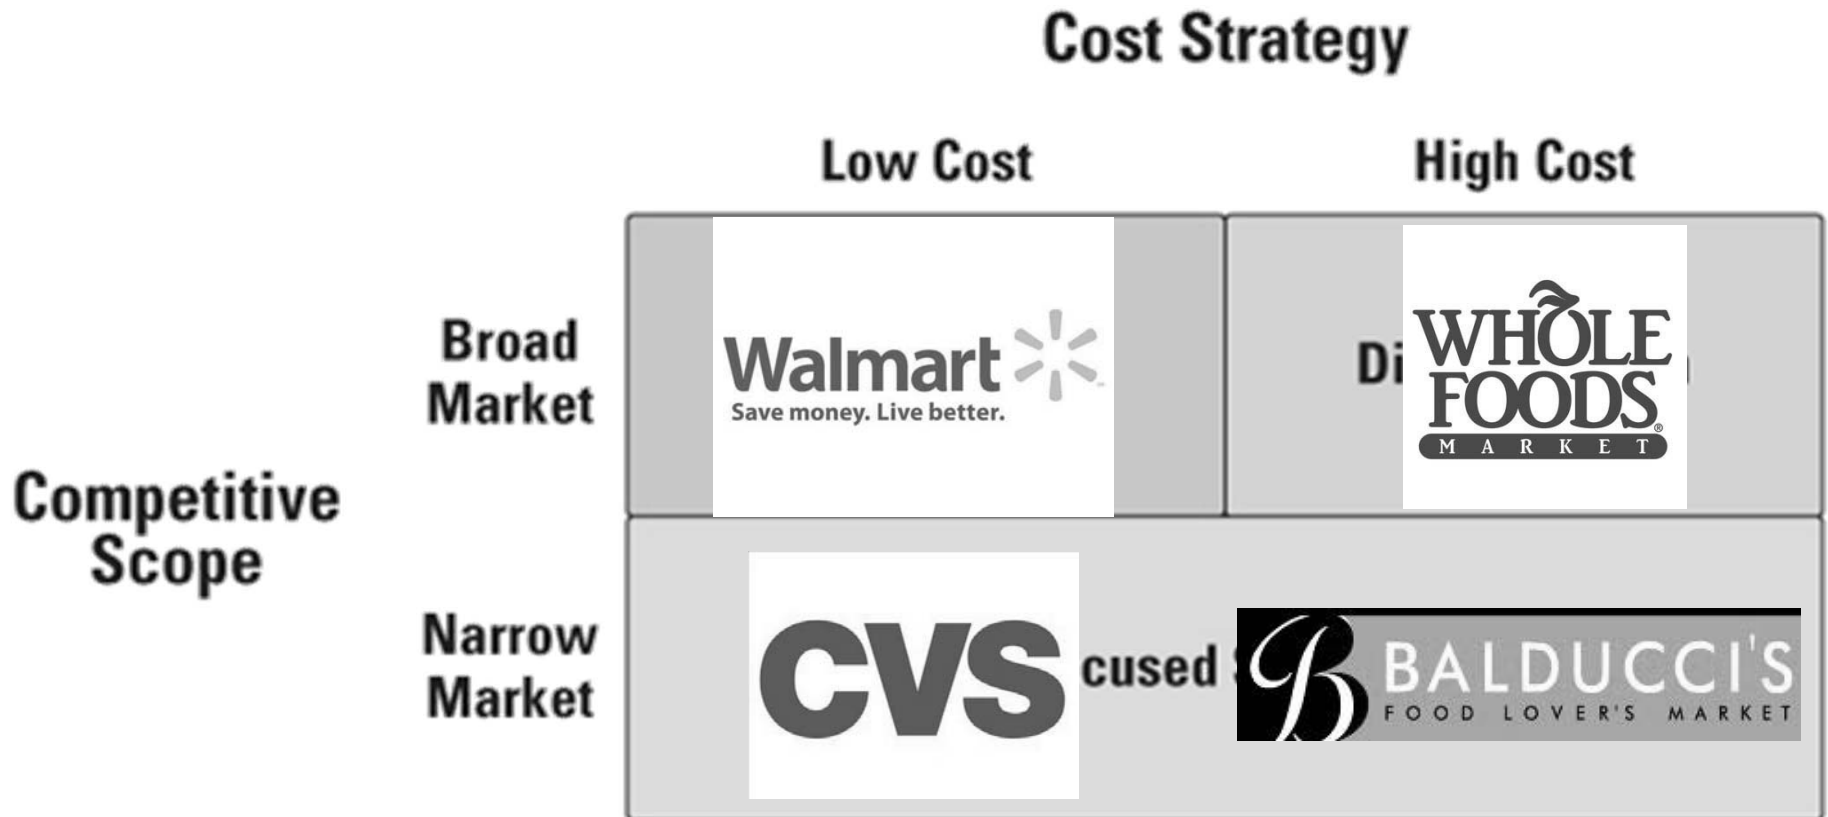 Cost Strategy
Low Cost
High Cost
Broad
Market
Walmart
Save money. Live better.
Di
WHOLE
FOODS
MARKET
Competitive
Scope
Narrow
Market
CVS
cused
B BALDUCCI'S
FOOD LOVER'S MARKET